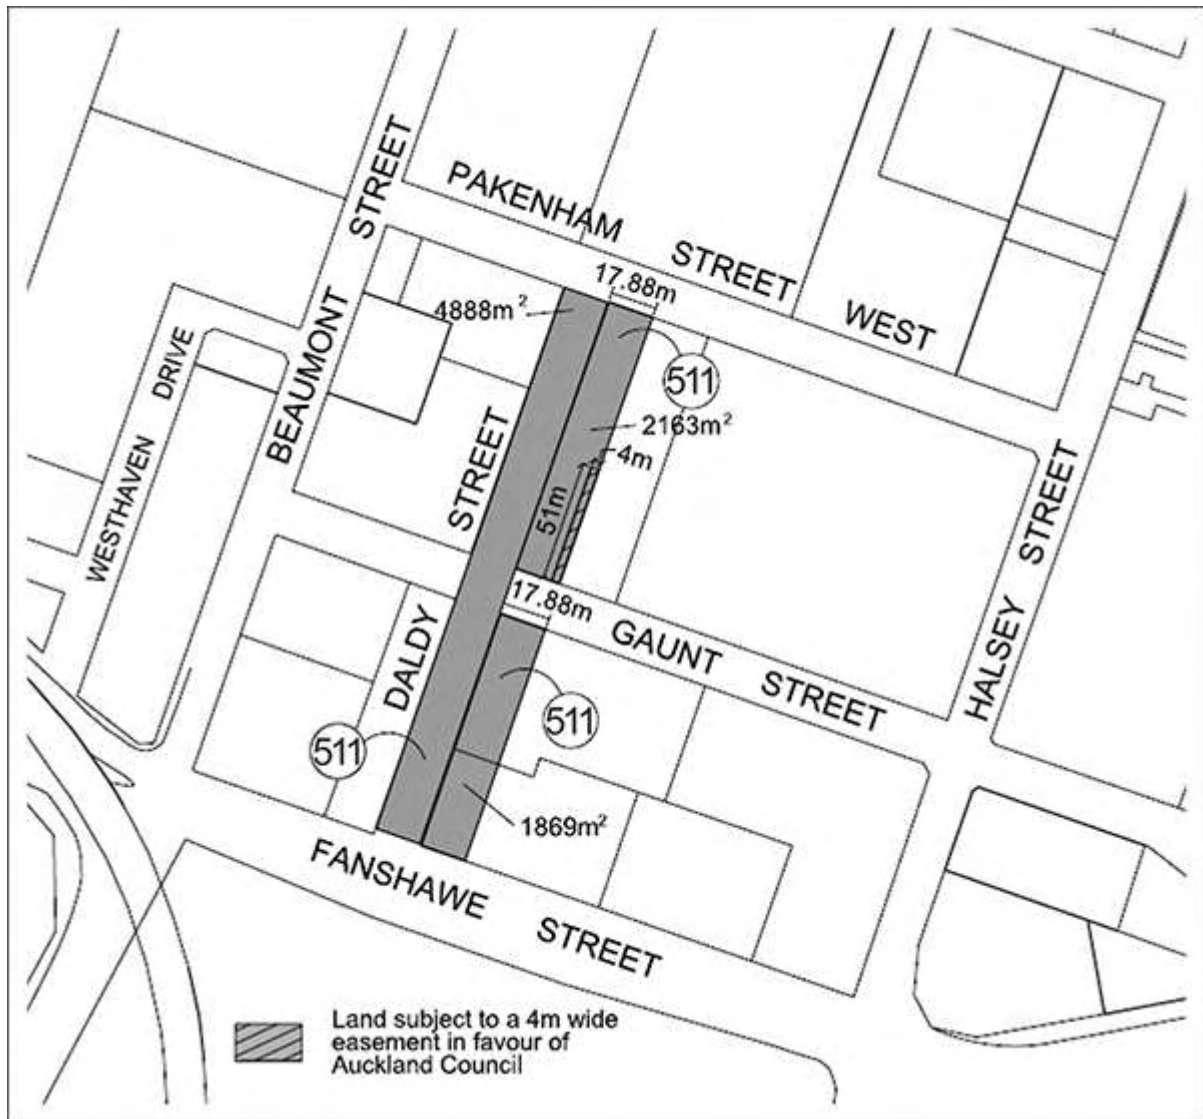 PAKENHAM STREET WEST
STREET
BEAUMONT
17.88m
4888m²
511
2163m²
4m
51m
WESTHAVEN DRIVE
STREET
DALDY
17.88m
GAUNT STREET
HALSEY STREET
511
511
1869m²
FANSHAWE STREET
Land subject to a 4m wide
easement in favour of
Auckland Council